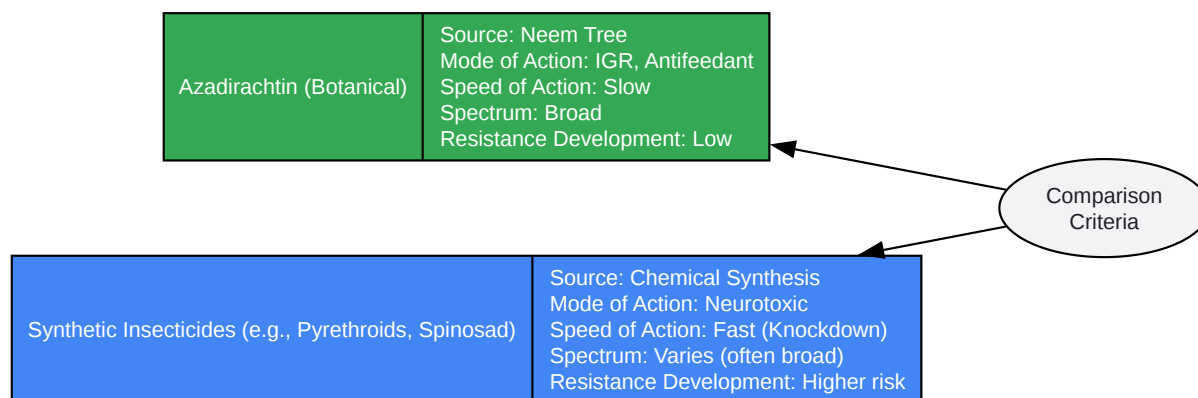 Azadirachtin (Botanical)
Source: Neem Tree
Mode of Action: IGR, Antifeedant
Speed of Action: Slow
Spectrum: Broad
Resistance Development: Low
Comparison
Criteria
Synthetic Insecticides (e.g., Pyrethroids, Spinosad)
Source: Chemical Synthesis
Mode of Action: Neurotoxic
Speed of Action: Fast (Knockdown)
Spectrum: Varies (often broad)
Resistance Development: Higher risk